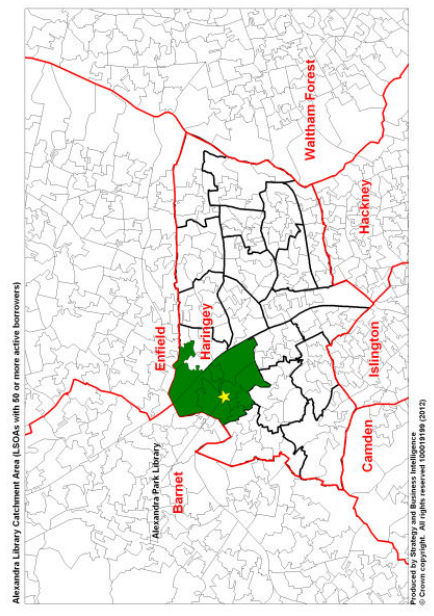 Alexandra Library Catchment Area (LSOAs with 50 or more active borrowers)
Enfield
Waltham Forest
Haringey
Alexandra Park Library
Barnet
Hackney
Islington
Camden
Produced by Strategy and Business Intelligence
© Crown copyright. All rights reserved 100019199 (2012)